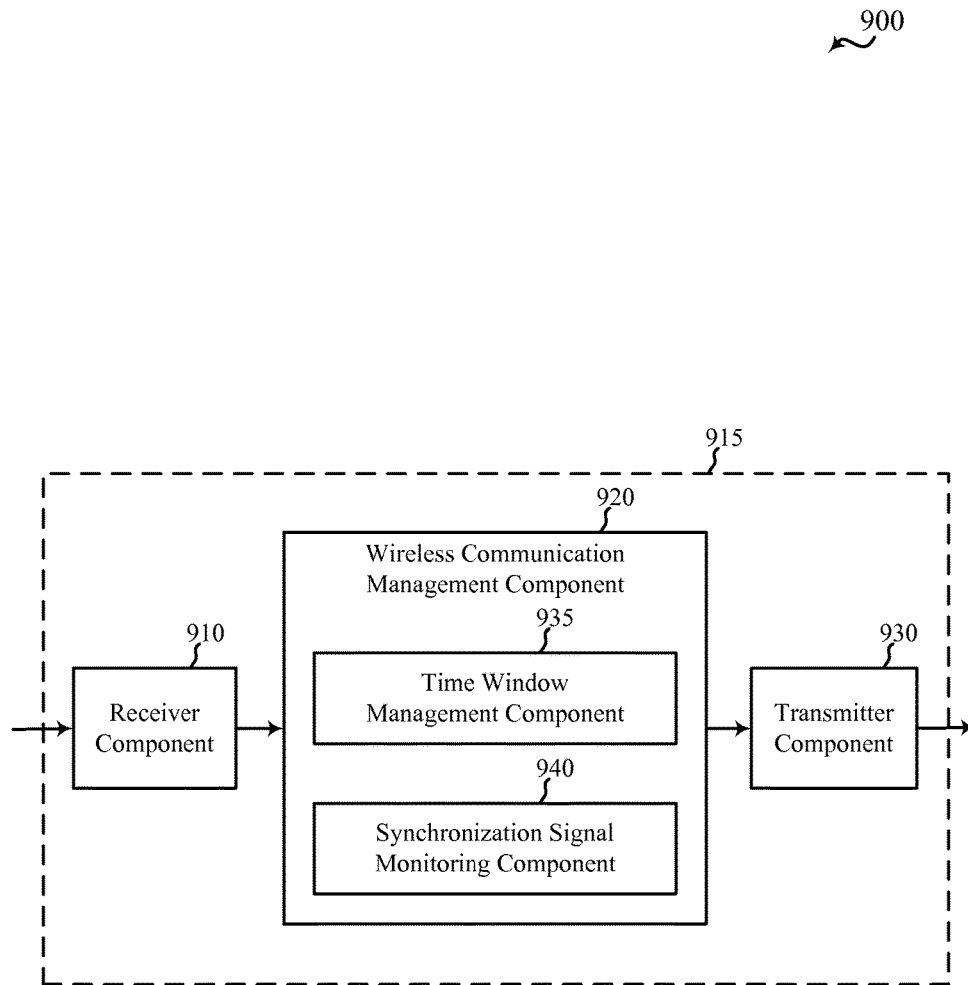 900
915
920
Wireless Communication
Management Component
935
Time Window
Management Component
940
Synchronization Signal
Monitoring Component
910
Receiver
Component
930
Transmitter
Component